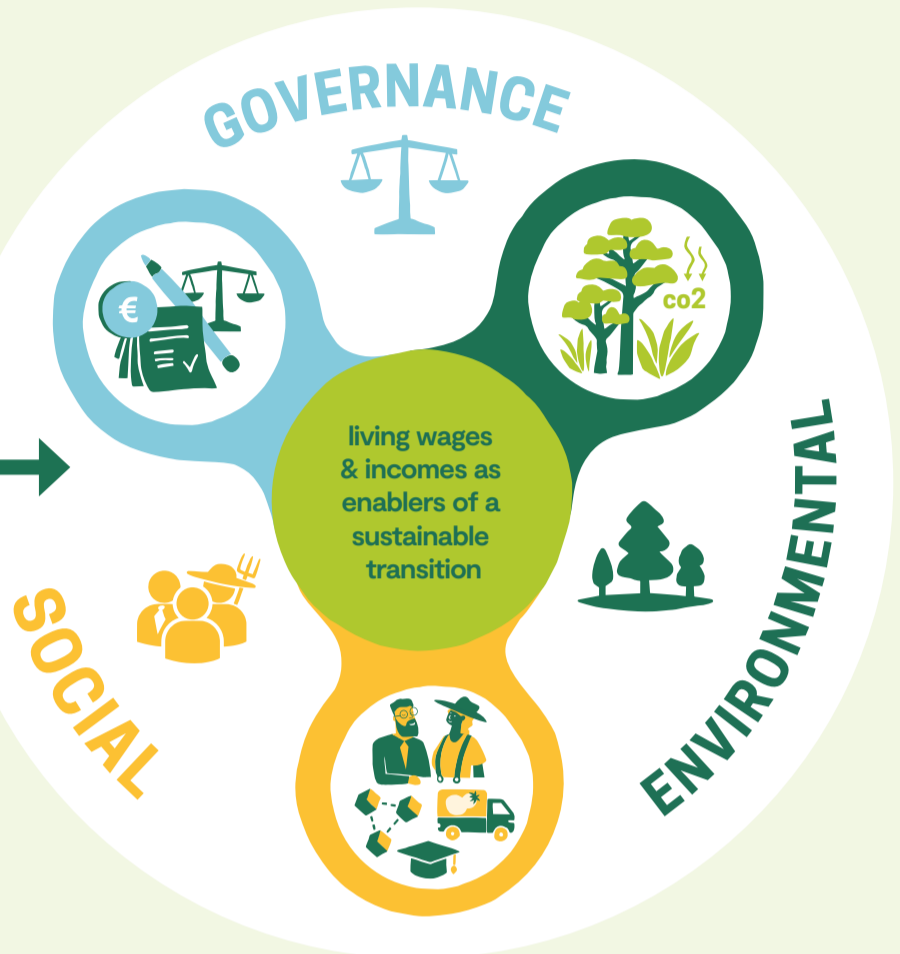 GOVERNANCE
€
co2
living wages
& incomes as
enablers of a
sustainable
transition
SOCIAL
ENVIRONMENTAL